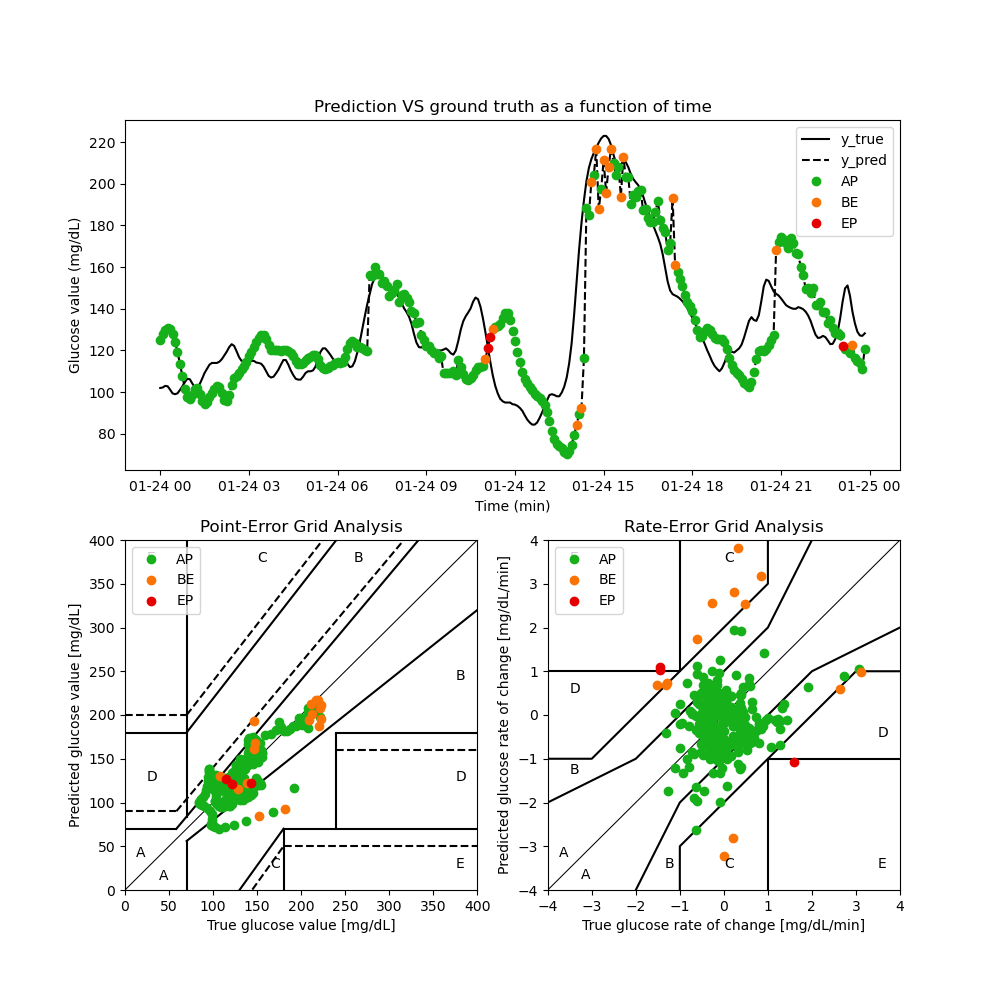 Prediction VS ground truth as a function of time
Glucose value (mg/dL)
220
200
180
160
140
120
100
80
y_true
y_pred
AP
BE
EP
01-24 00 01-24 03 01-24 06 01-24 09 01-24 12 01-24 15 01-24 18 01-24 21 01-25 00
Time (min)
Point-Error Grid Analysis
Predicted glucose value [mg/dL]
400
350
300
250
200
150
100
50
0
AP
BE
EP
C
B
B
D
D
A
A
C
E
0 50 100 150 200 250 300 350 400
True glucose value [mg/dL]
Rate-Error Grid Analysis
Predicted glucose rate of change [mg/dL/min]
4
3
2
1
0
−1
−2
−3
−4
AP
BE
EP
C
D
D
B
A
A
B
C
E
−4 −3 −2 −1 0 1 2 3 4
True glucose rate of change [mg/dL/min]